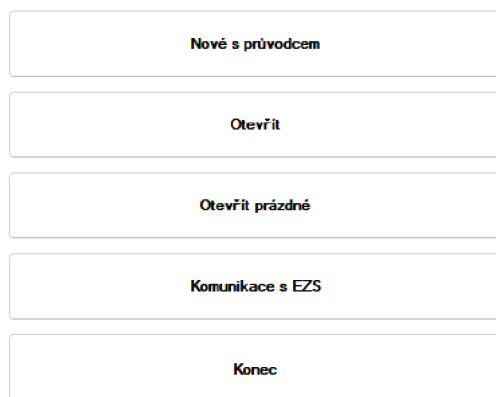 Nové s průvodcem
Otevřít
Otevřít prázdné
Komunikace s EZS
Konec